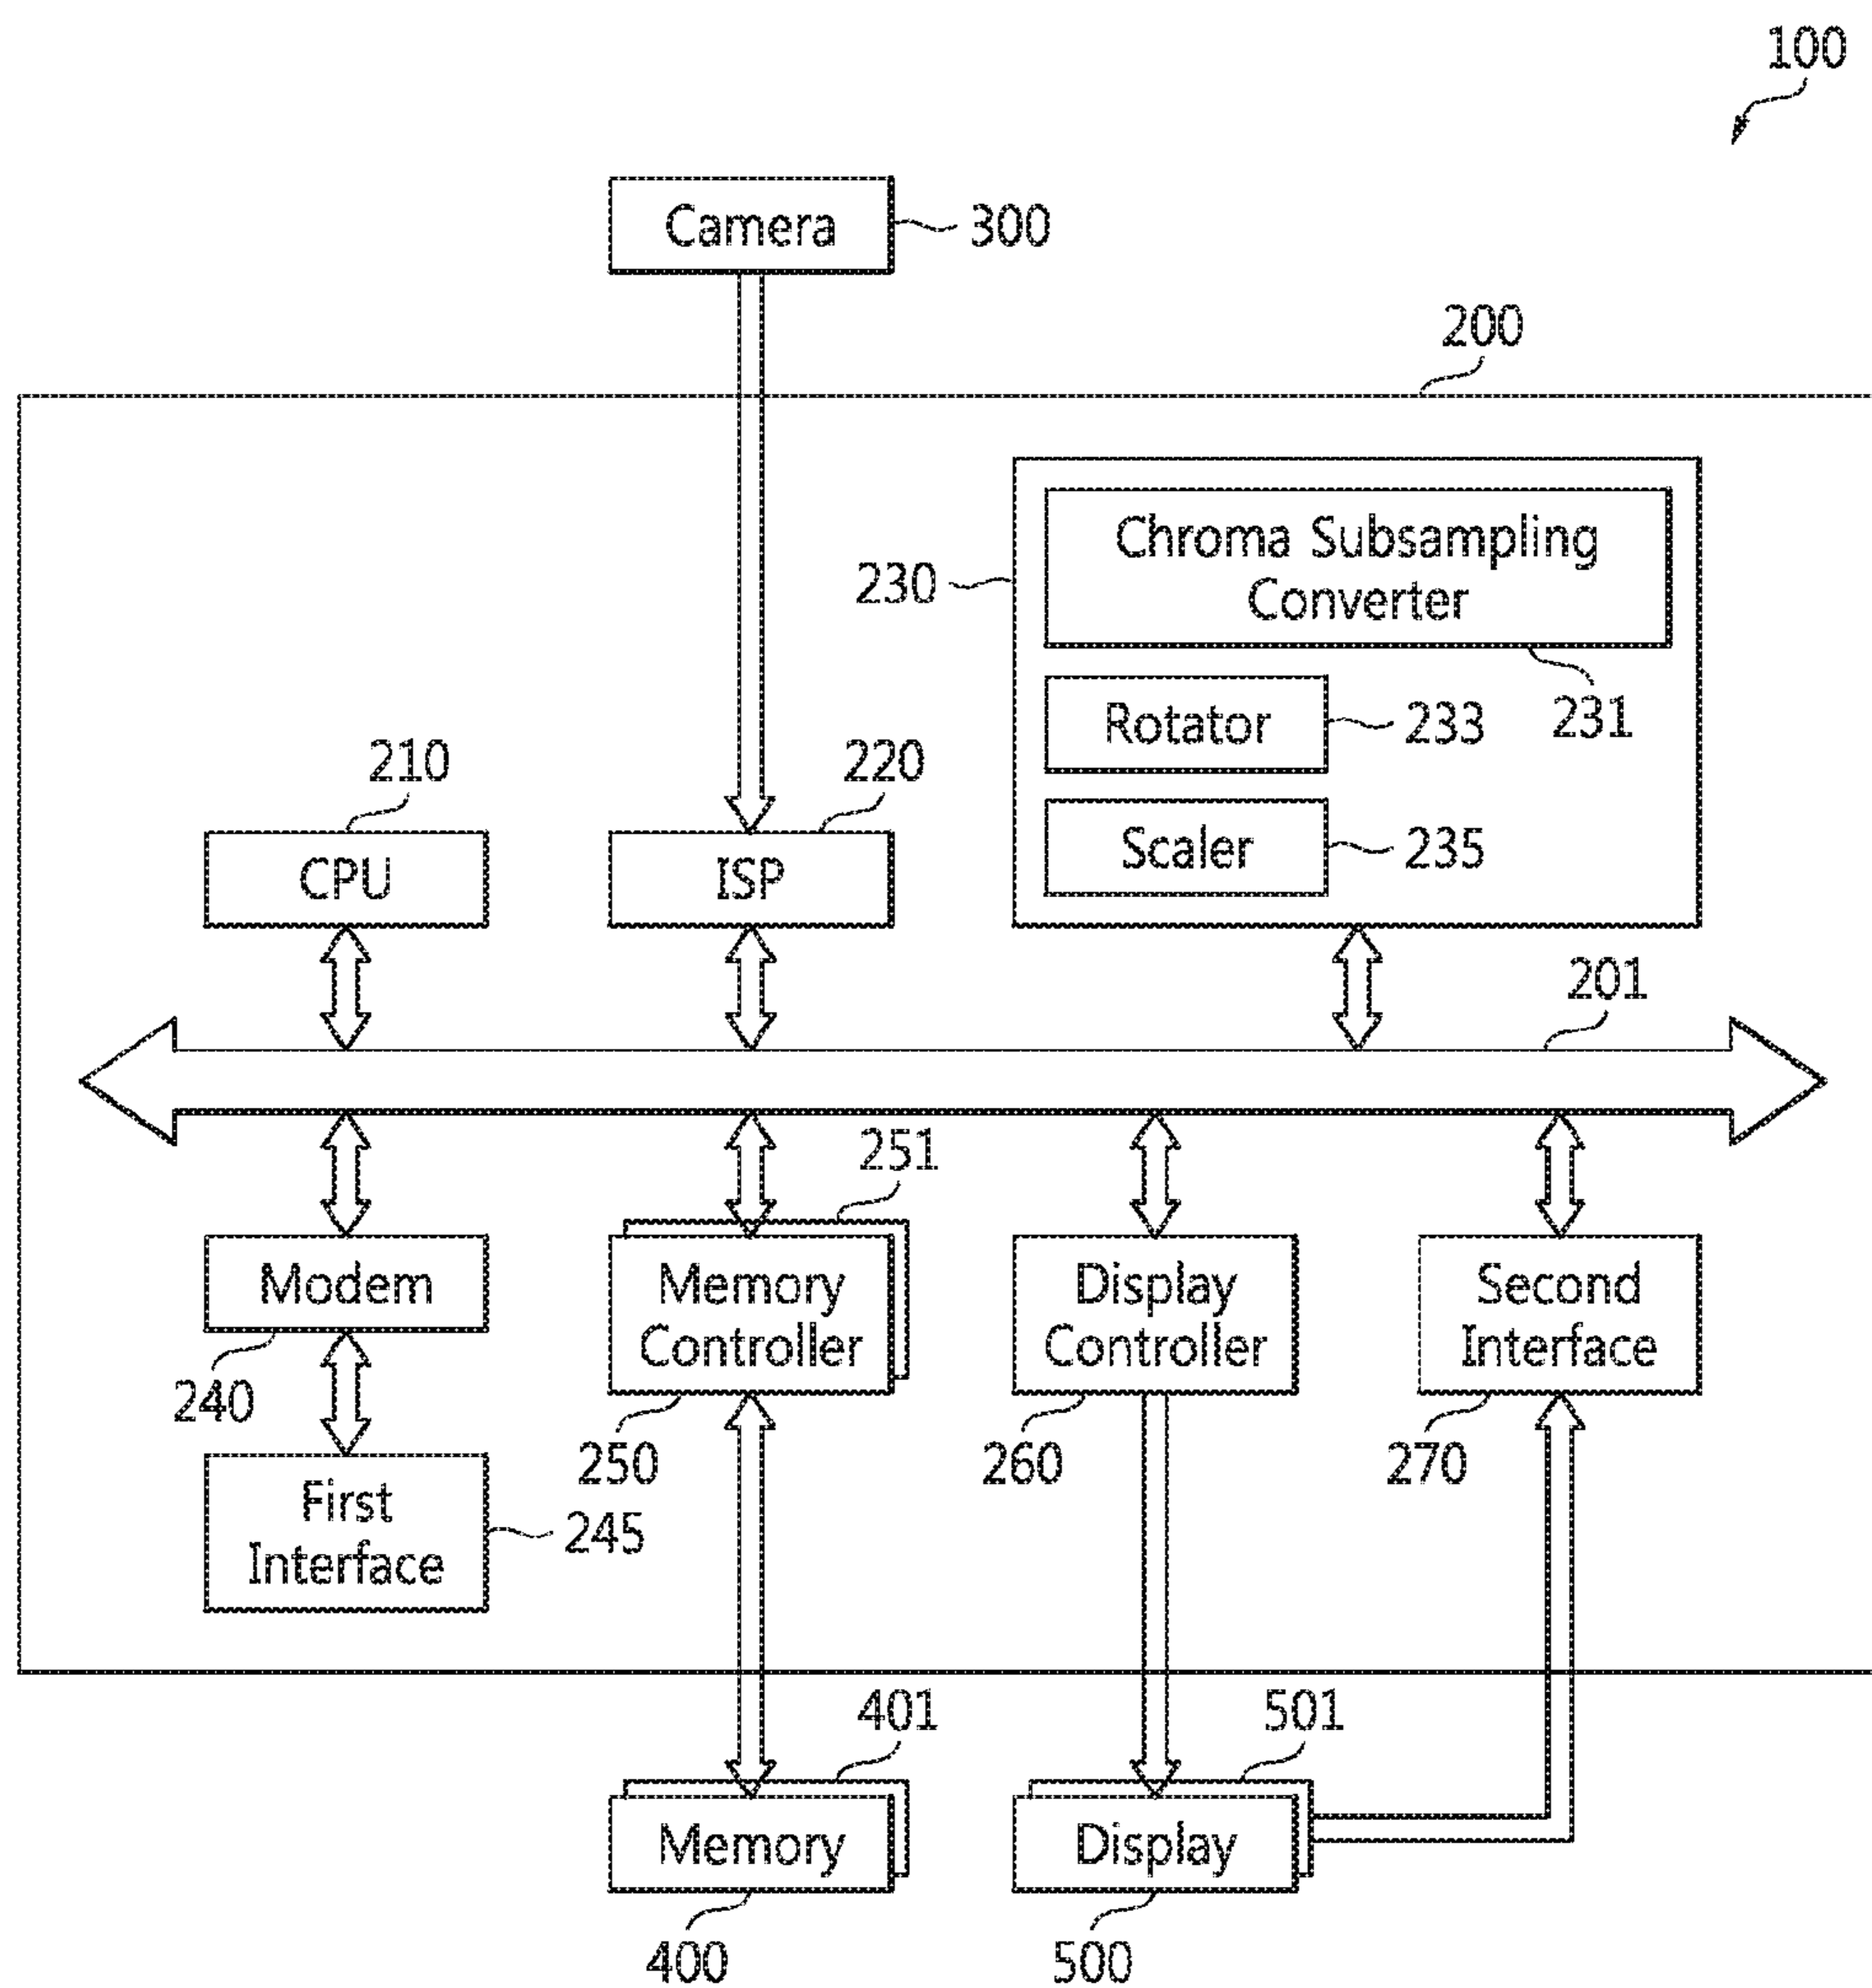 100
Camera
300
200
Chroma Subsampling
Converter
230
231
Rotator
233
210
220
Scaler
235
CPU
ISP
201
251
Modem
Memory
Controller
Display
Controller
Second
Interface
240
250
260
270
First
Interface
245
401
501
Memory
Display
400
500